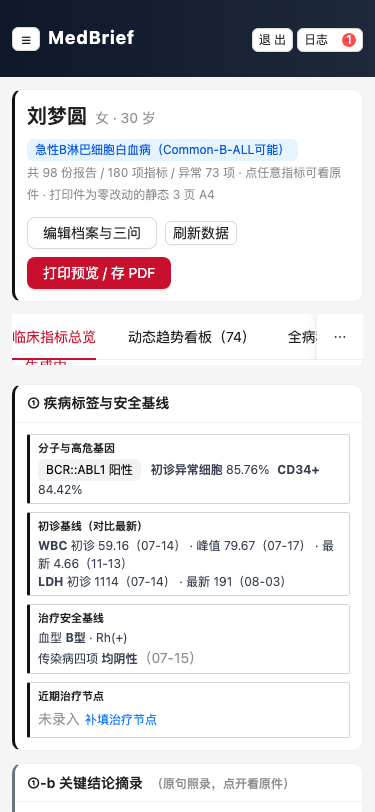 ☰ MedBrief 退 出 日志 1
刘梦圆 女 · 30 岁
急性B淋巴细胞白血病（Common-B-ALL可能）
共 98 份报告 / 180 项指标 / 异常 73 项 · 点任意指标可看原
件 · 打印件为零改动的静态 3 页 A4
编辑档案与三问 刷新数据
打印预览 / 存 PDF
临床指标总览 动态趋势看板（74） 全病 ···
① 疾病标签与安全基线
分子与高危基因
BCR::ABL1 阳性 初诊异常细胞 85.76% CD34+
84.42%
初诊基线（对比最新）
WBC 初诊 59.16（07-14） · 峰值 79.67（07-17） · 最
新 4.66（11-13）
LDH 初诊 1114（07-14） · 最新 191（08-03）
治疗安全基线
血型 B型 · Rh(+)
传染病四项 均阴性 （07-15）
近期治疗节点
未录入 补填治疗节点
①-b 关键结论摘录 （原句照录，点开看原件）